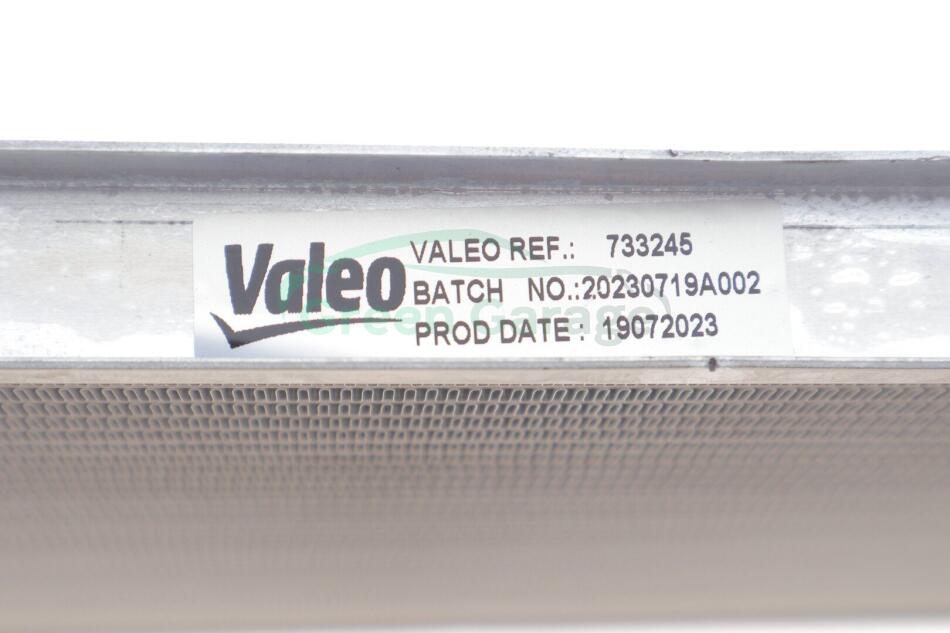 Valeo
VALEO REF.: 733245
BATCH NO.:20230719A002
PROD DATE : 19072023
Green Garage